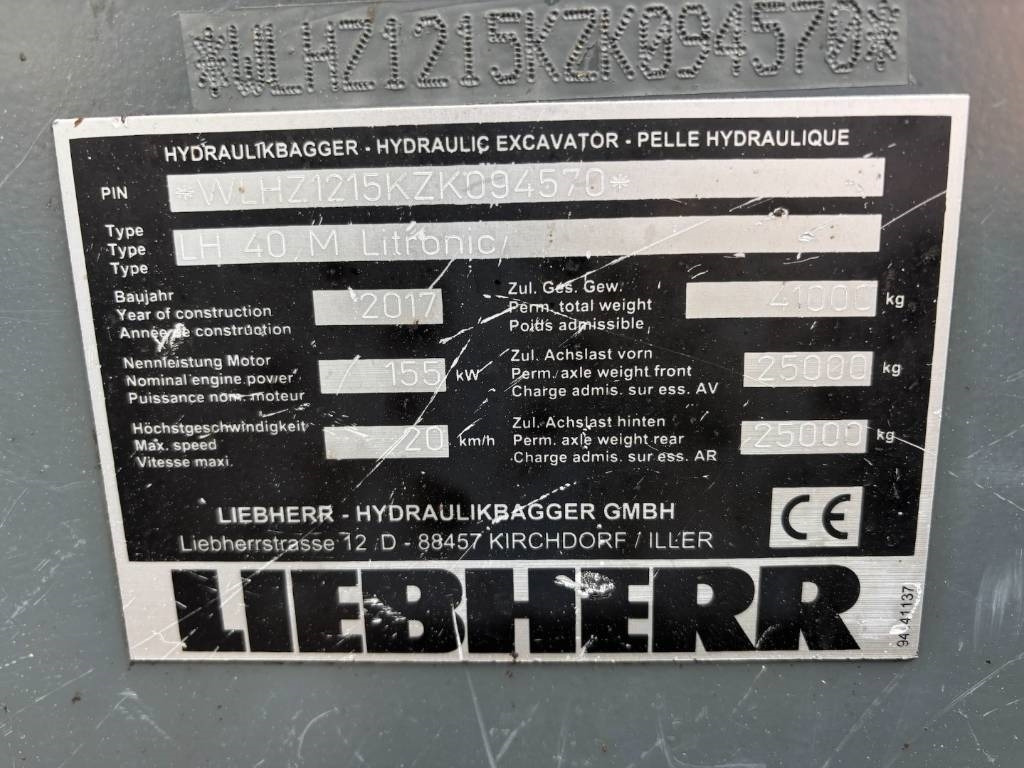 *WLHZ1215KZK094570*
HYDRAULIKBAGGER - HYDRAULIC EXCAVATOR - PELLE HYDRAULIQUE
PIN *WLHZ1215KZK094570*
Type
Type LH 40 M Litronic
Type
Baujahr
Year of construction 2017
Année de construction
Zul. Ges. Gew.
Perm. total weight 41000 kg
Poids admissible
Nennleistung Motor
Nominal engine power 155 kW
Puissance nom. moteur
Zul. Achslast vorn
Perm. axle weight front 25000 kg
Charge admis. sur ess. AV
Höchstgeschwindigkeit
Max. speed 20 km/h
Vitesse maxi.
Zul. Achslast hinten
Perm. axle weight rear 25000 kg
Charge admis. sur ess. AR
LIEBHERR - HYDRAULIKBAGGER GMBH
Liebherrstrasse 12 D - 88457 KIRCHDORF / ILLER
CE
LIEBHERR